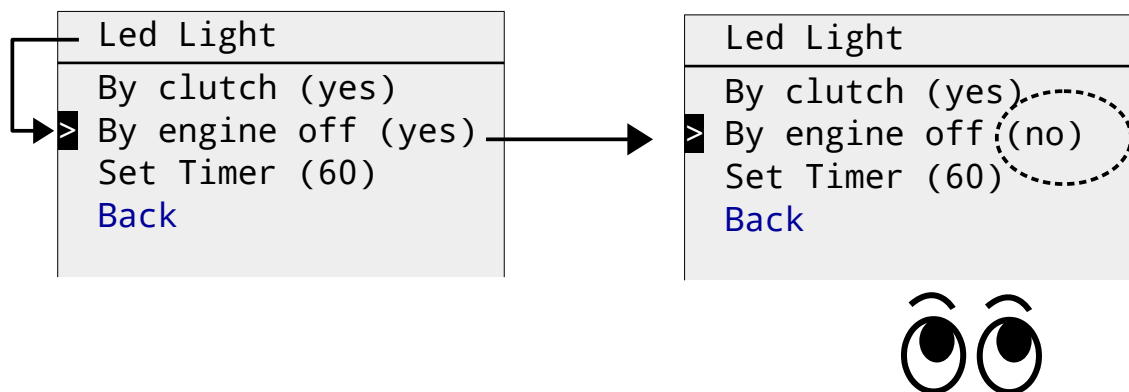 Led Light
By clutch (yes)
> By engine off (yes)
Set Timer (60)
Back
Led Light
By clutch (yes)
> By engine off (no)
Set Timer (60)
Back